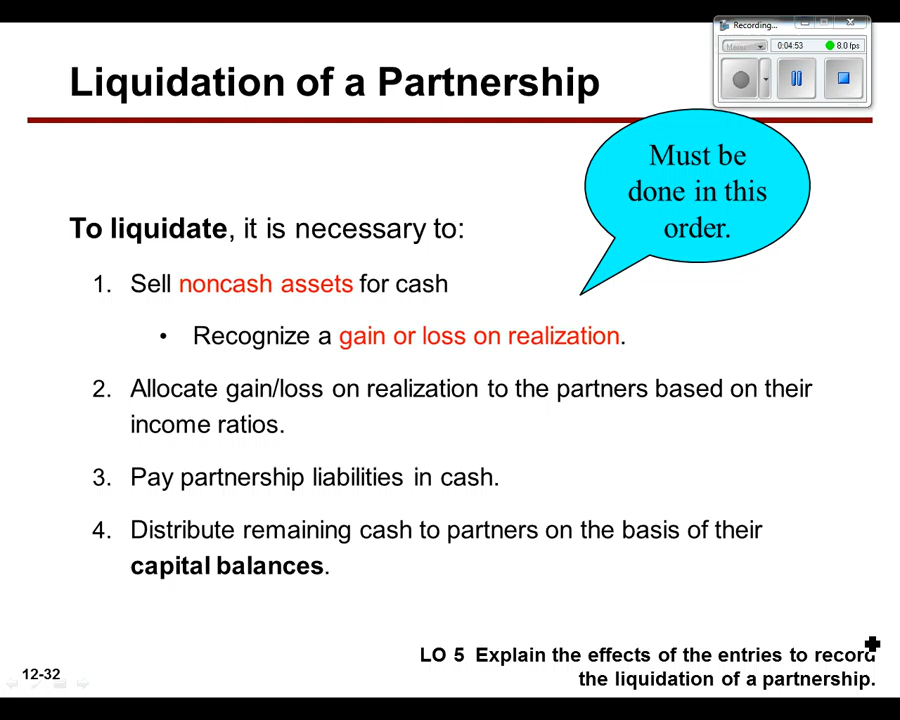 Recording...
Menu
0:04:53
8.0 fps
Liquidation of a Partnership
Must be
done in this
order.
To liquidate, it is necessary to:
1. Sell noncash assets for cash
• Recognize a gain or loss on realization.
2. Allocate gain/loss on realization to the partners based on their
income ratios.
3. Pay partnership liabilities in cash.
4. Distribute remaining cash to partners on the basis of their
capital balances.
LO 5 Explain the effects of the entries to record
the liquidation of a partnership.
12-32